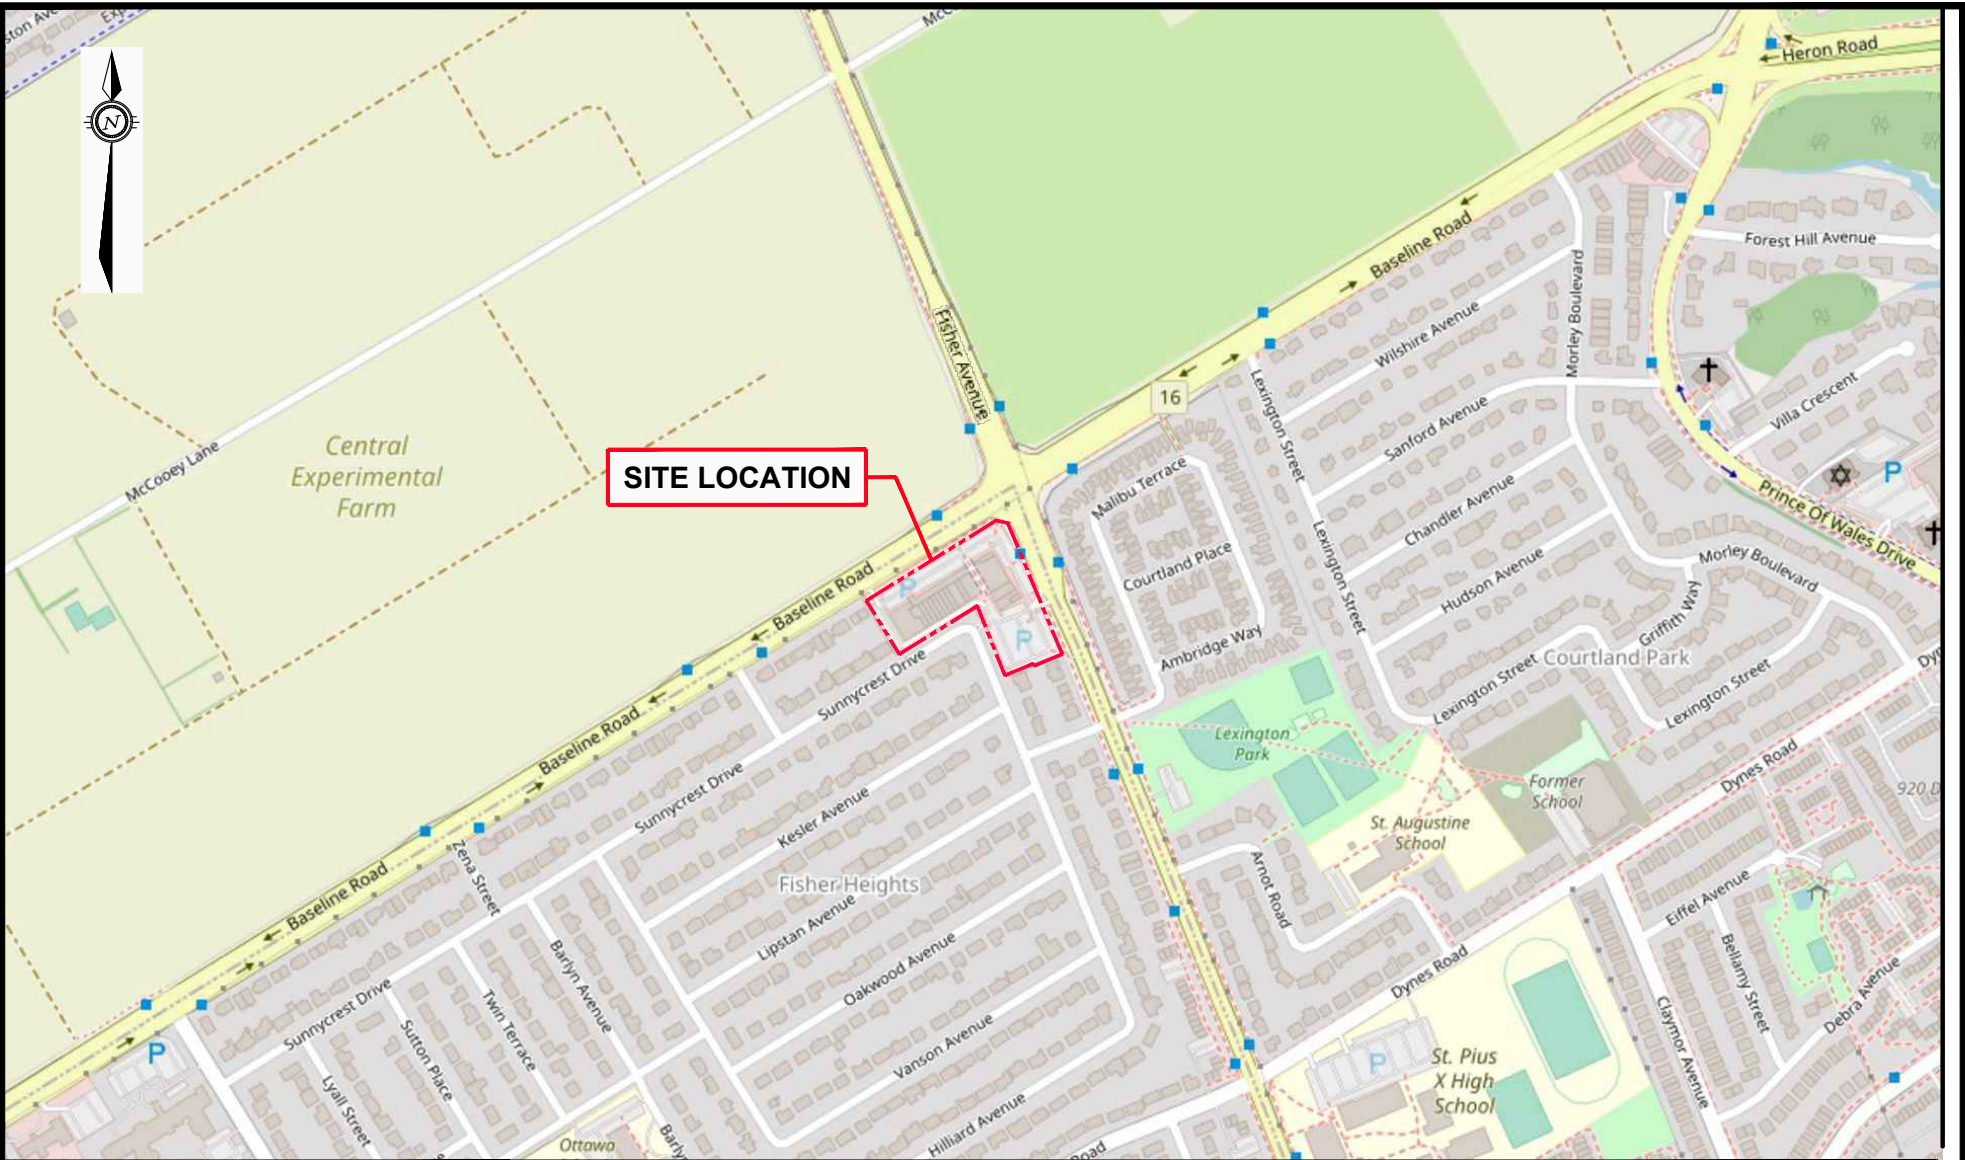 Heron Road
N
Forest Hill Avenue
Baseline Road
Morley Boulevard
Fisher Avenue
Wilshire Avenue
16
Lexington Street
Villa Crescent
Sanford Avenue
Central
Experimental
Farm
McCooey Lane
SITE LOCATION
Malibu Terrace
P
Chandler Avenue
Prince Of Wales Drive
Courtland Place
Lexington Street
Morley Boulevard
Hudson Avenue
Baseline Road
P
Griffith Way
P
Ambridge Way
Courtland Park
Sunnycrest Drive
Lexington Street
Lexington Street
Baseline Road
Lexington
Park
Dynes Road
Sunnycrest Drive
Former
School
Kesler Avenue
St. Augustine
School
Zena Street
Baseline Road
Fisher Heights
Arnot Road
Eiffel Avenue
Lipstan Avenue
Barlyn Avenue
Oakwood Avenue
Bellamy Street
Dynes Road
Debra Avenue
Sunnycrest Drive
Twin Terrace
Claymor Avenue
Sutton Place
Vanson Avenue
P
P
St. Pius
X High
School
Lyall Street
Hilliard Avenue
Ottawa
Road